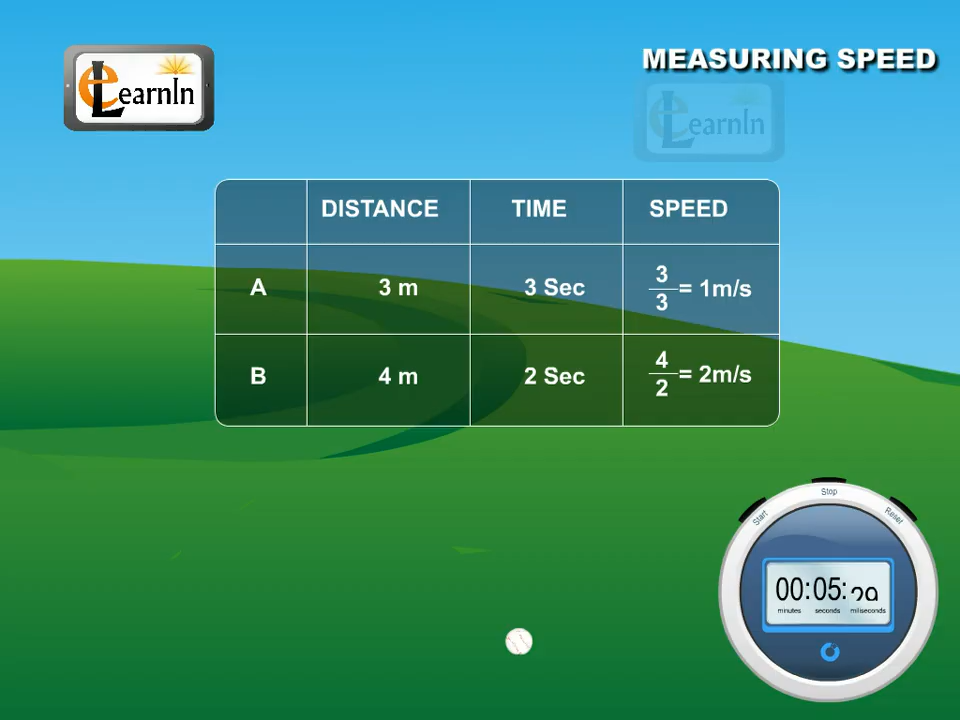 eLearnIn
MEASURING SPEED
eLearnIn
DISTANCE TIME SPEED
A 3 m 3 Sec 3/3 = 1m/s
B 4 m 2 Sec 4/2 = 2m/s
Stop
Start
Reset
00:05:29
minutes seconds miliseconds